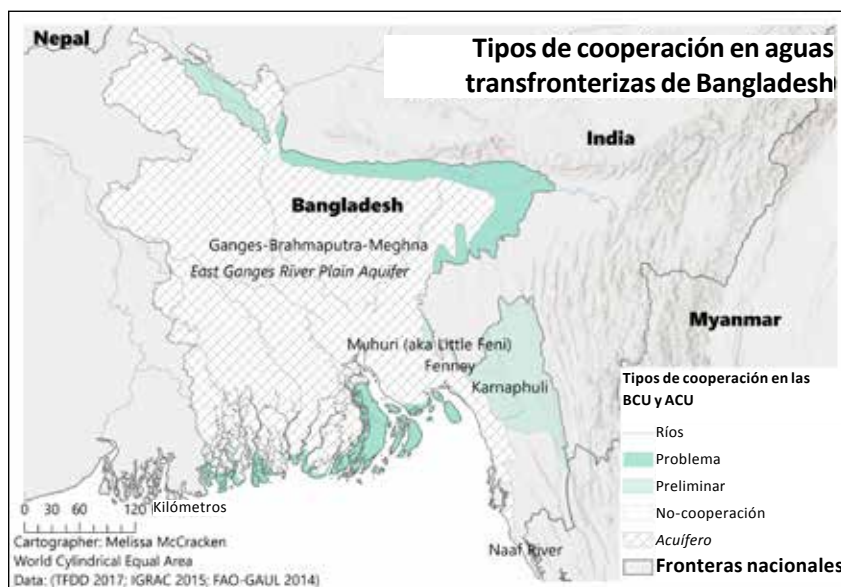 Nepal
Tipos de cooperación en aguas
transfronterizas de Bangladesh
India
Bangladesh
Ganges-Brahmaputra-Meghna
East Ganges River Plain Aquifer
Myanmar
Muhuri (aka Little Feni)
Fenney
Karnaphuli
Tipos de cooperación en las
BCU y ACU
Ríos
Problema
Preliminar
No-cooperación
Acuífero
Fronteras nacionales
Kilómetros
0 30 60 120
Naaf River
Cartographer: Melissa McCracken
World Cylindrical Equal Area
Data: (TFDD 2017; IGRAC 2015; FAO-GAUL 2014)